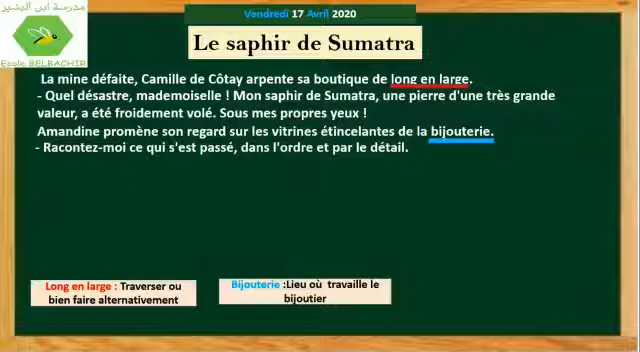 مدرسة ابن البشير
Ecole BELBACHIR
Vendredi 17 Avril 2020
Le saphir de Sumatra
La mine défaite, Camille de Côtay arpente sa boutique de long en large.
- Quel désastre, mademoiselle ! Mon saphir de Sumatra, une pierre d'une très grande
valeur, a été froidement volé. Sous mes propres yeux !
Amandine promène son regard sur les vitrines étincelantes de la bijouterie.
- Racontez-moi ce qui s'est passé, dans l'ordre et par le détail.
Long en large : Traverser ou
bien faire alternativement
Bijouterie :Lieu où travaille le
bijoutier